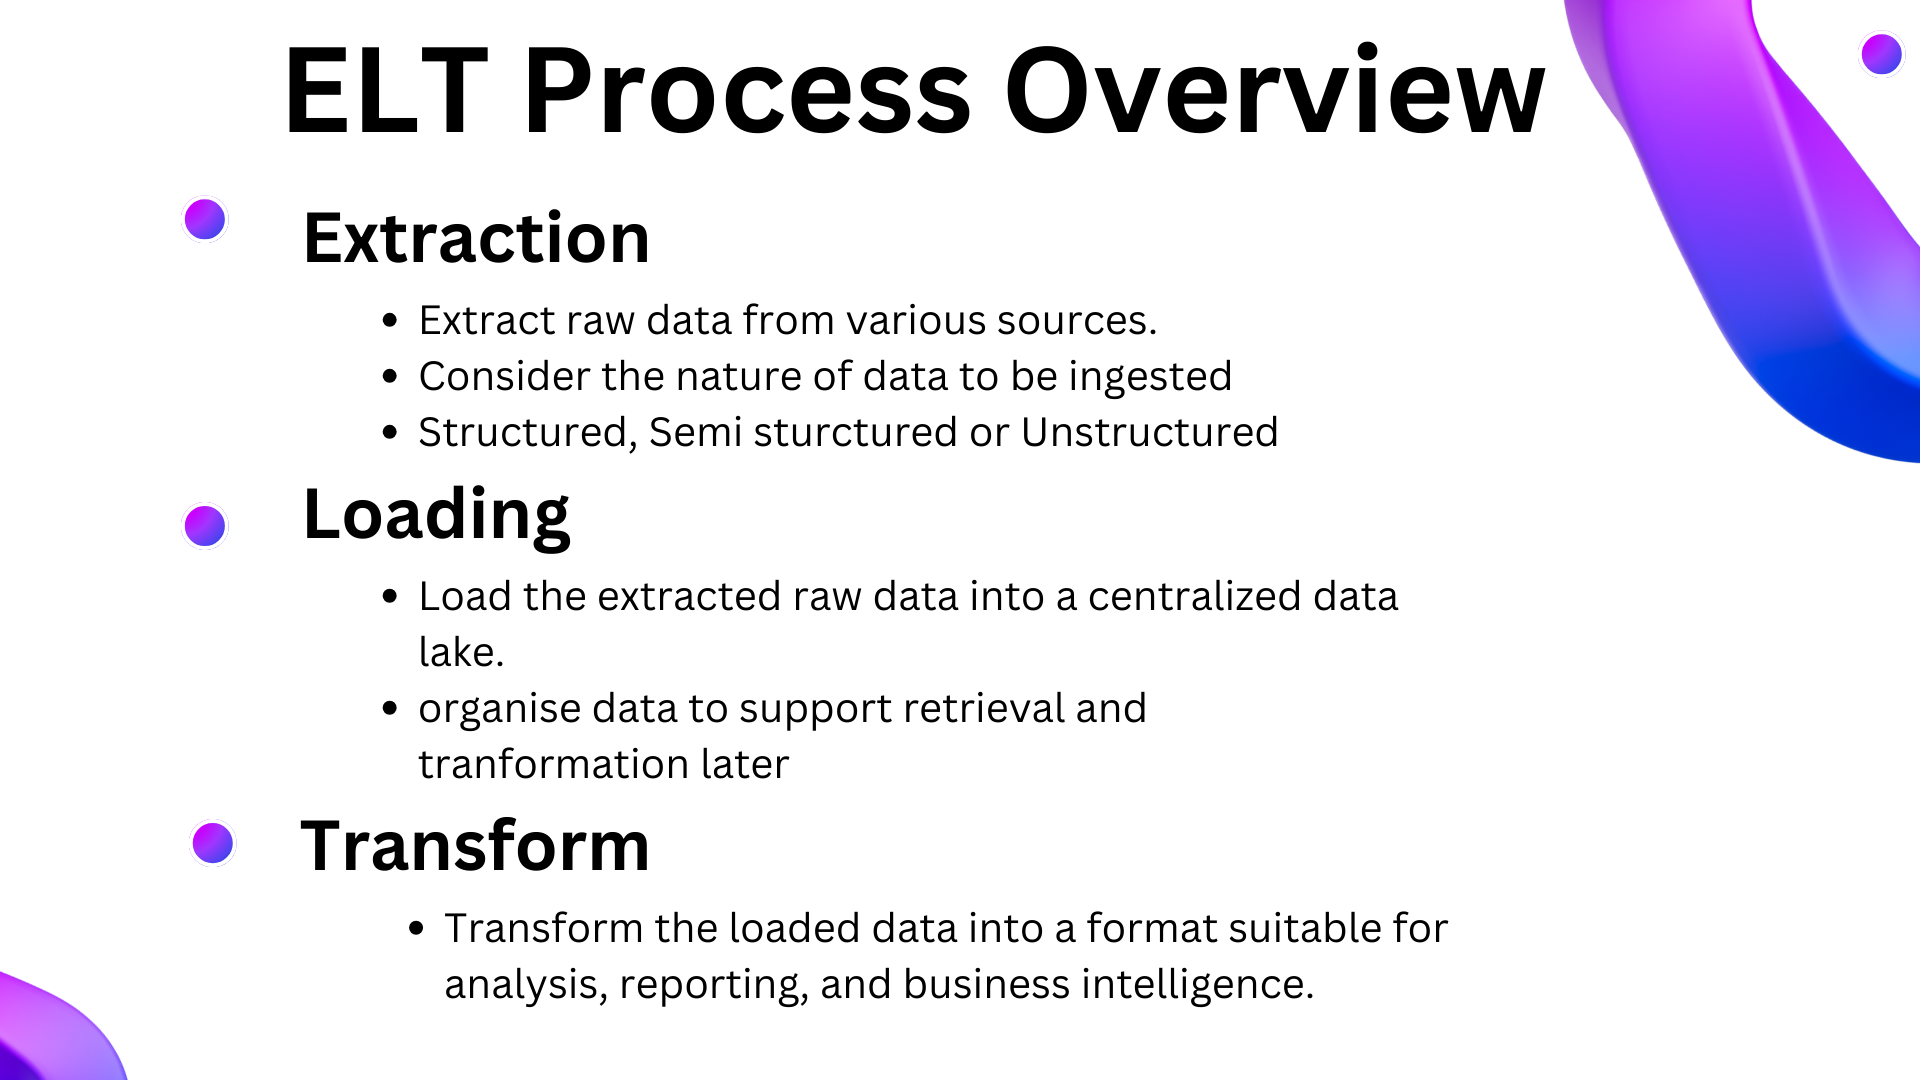 ELT Process Overview
Extraction
• Extract raw data from various sources.
• Consider the nature of data to be ingested
• Structured, Semi sturctured or Unstructured
Loading
• Load the extracted raw data into a centralized data
lake.
• organise data to support retrieval and
tranformation later
Transform
• Transform the loaded data into a format suitable for
analysis, reporting, and business intelligence.